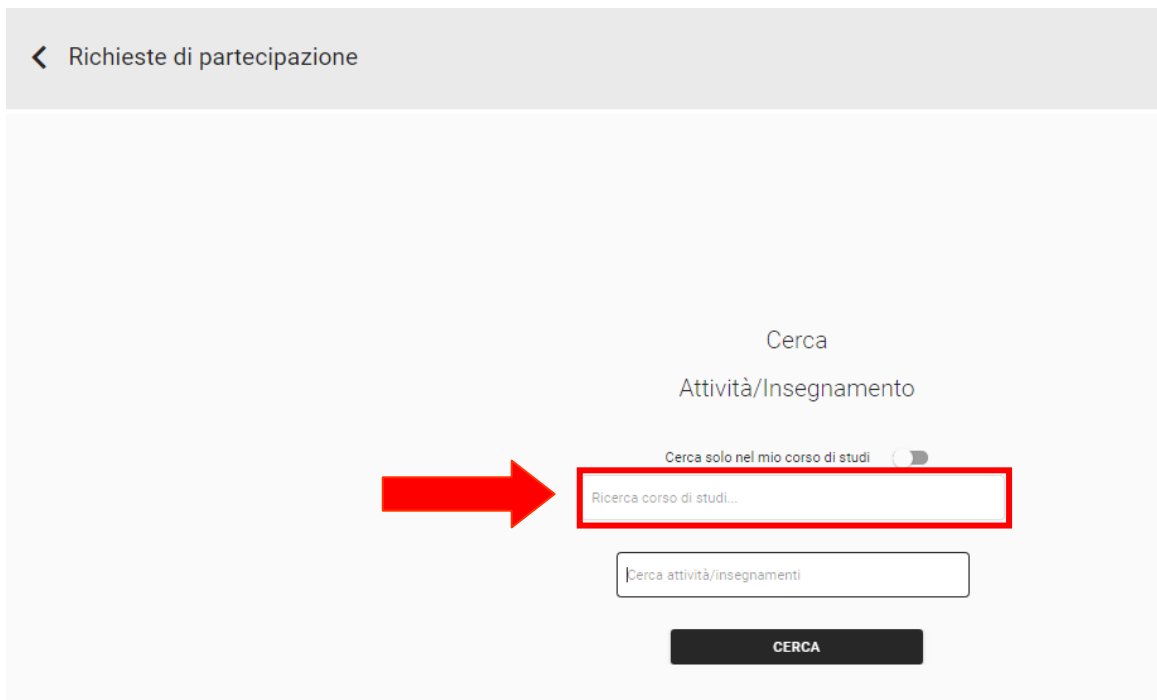 Richieste di partecipazione
Cerca
Attività/Insegnamento
Cerca solo nel mio corso di studi
Ricerca corso di studi...
Cerca attività/insegnamenti
CERCA